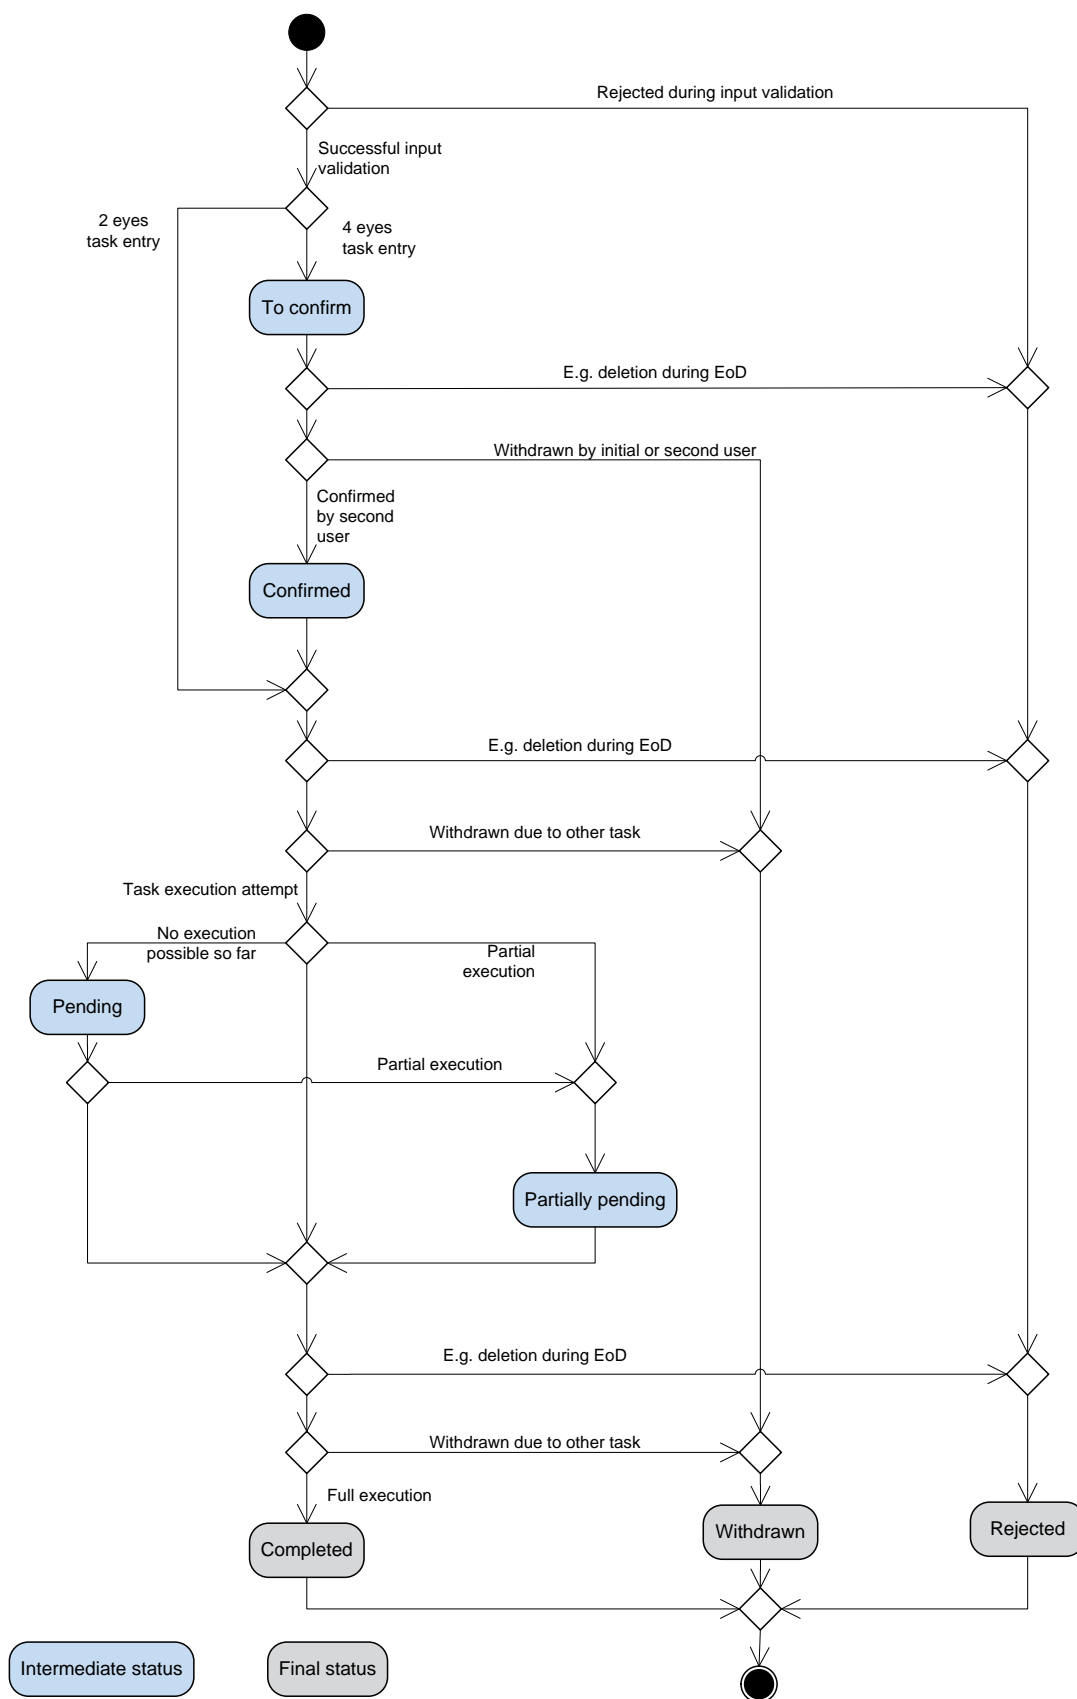 Rejected during input validation
Successful input
validation
2 eyes
task entry
4 eyes
task entry
To confirm
E.g. deletion during EoD
Withdrawn by initial or second user
Confirmed
by second
user
Confirmed
E.g. deletion during EoD
Withdrawn due to other task
Task execution attempt
No execution
possible so far
Partial
execution
Pending
Partial execution
Partially pending
E.g. deletion during EoD
Withdrawn due to other task
Full execution
Completed
Withdrawn
Rejected
Intermediate status
Final status